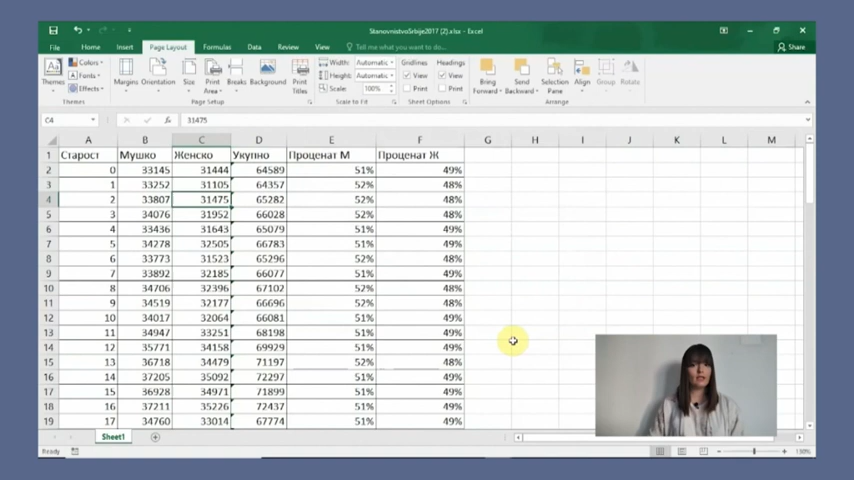 StanovnistvoSrbije2017 (2).xlsx - Excel
File Home Insert Page Layout Formulas Data Review View Tell me what you want to do... Share
Themes Colors Fonts Effects Margins Orientation Size Print Area Breaks Background Print Titles Width: Automatic Height: Automatic Scale: 100% Gridlines View Print Headings View Print Bring Forward Send Backward Selection Pane Align Group Rotate
Themes Page Setup Scale to Fit Sheet Options Arrange
C4 fx 31475
A B C D E F G H I J K L M
1 Старост Мушко Женско Укупно Проценат М Проценат Ж
2 0 33145 31444 64589 51% 49%
3 1 33252 31105 64357 52% 48%
4 2 33807 31475 65282 52% 48%
5 3 34076 31952 66028 52% 48%
6 4 33436 31643 65079 51% 49%
7 5 34278 32505 66783 51% 49%
8 6 33773 31523 65296 52% 48%
9 7 33892 32185 66077 51% 49%
10 8 34706 32396 67102 52% 48%
11 9 34519 32177 66696 52% 48%
12 10 34017 32064 66081 51% 49%
13 11 34947 33251 68198 51% 49%
14 12 35771 34158 69929 51% 49%
15 13 36718 34479 71197 52% 48%
16 14 37205 35092 72297 51% 49%
17 15 36928 34971 71899 51% 49%
18 16 37211 35226 72437 51% 49%
19 17 34760 33014 67774 51% 49%
Sheet1
Ready 130%